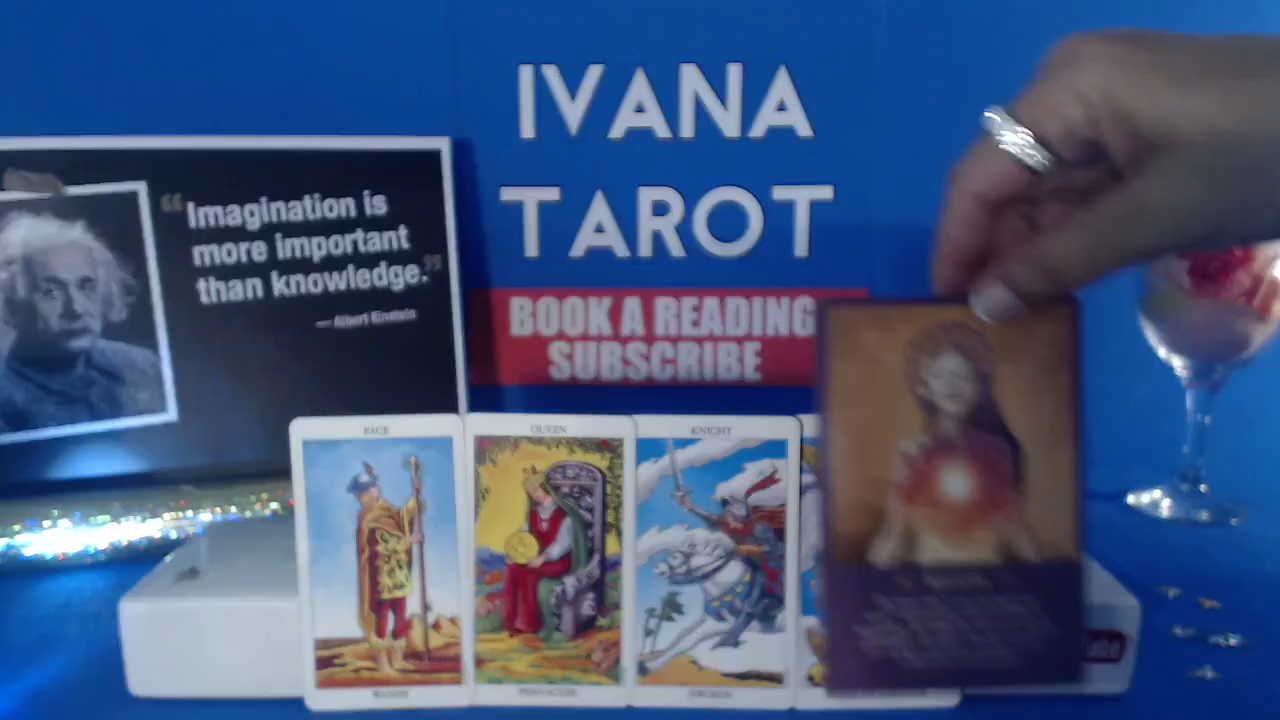 IVANA
TAROT
BOOK A READING
SUBSCRIBE
“Imagination is
more important
than knowledge.”
— Albert Einstein
PAGE
QUEEN
KNIGHT
WANDS
PENTACLES
SWORDS